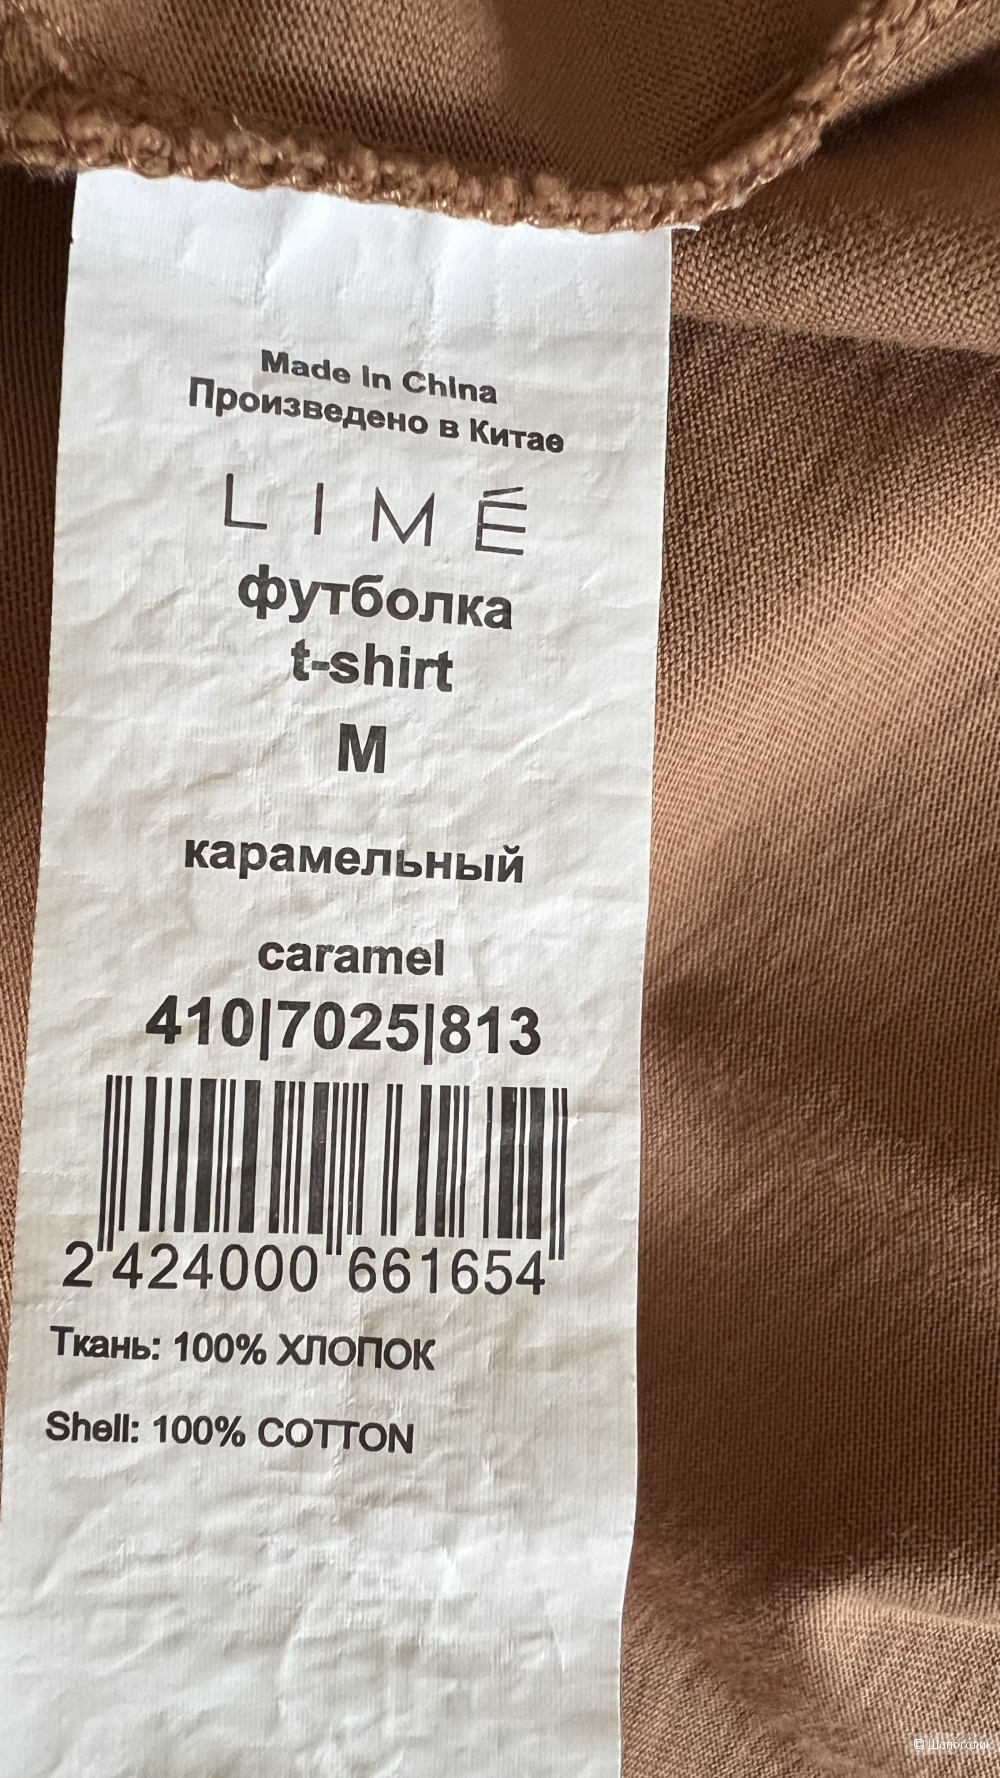 Made In China
Произведено в Китае
LIMÉ
футболка
t-shirt
M
карамельный
caramel
410|7025|813
2 424000 661654
Ткань: 100% ХЛОПОК
Shell: 100% COTTON
© Шопоголик